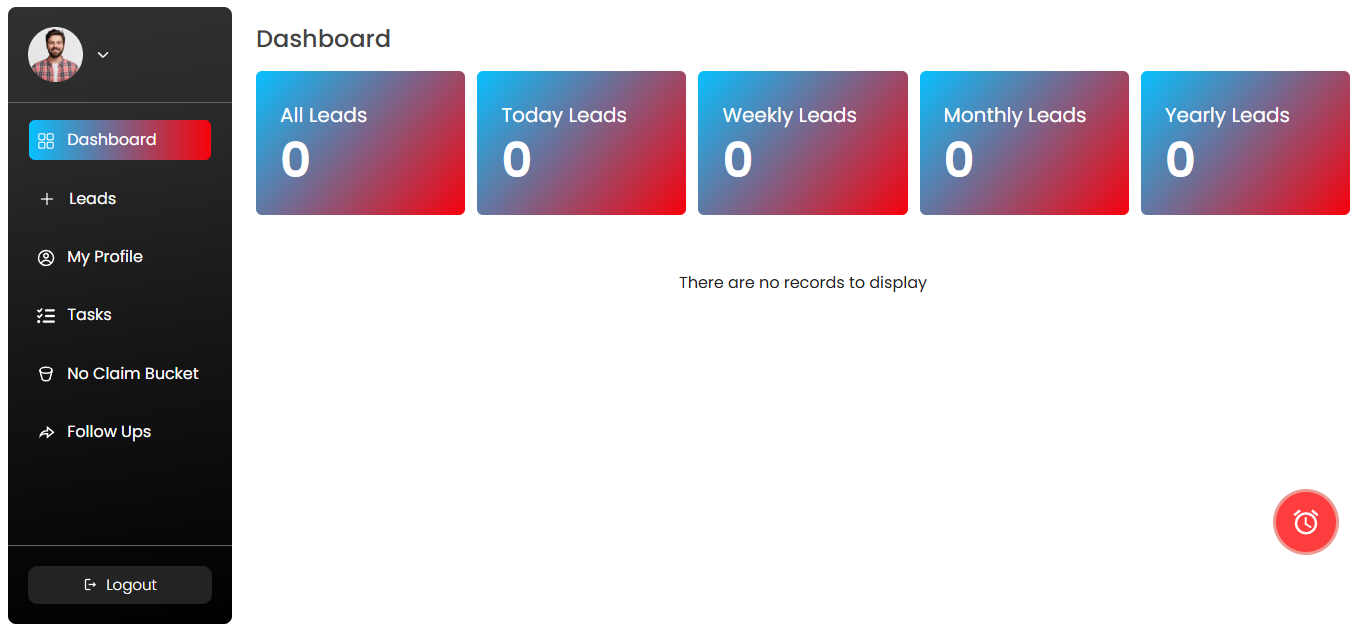 Dashboard
Leads
My Profile
Tasks
No Claim Bucket
Follow Ups
Logout
Dashboard
All Leads
0
Today Leads
0
Weekly Leads
0
Monthly Leads
0
Yearly Leads
0
There are no records to display